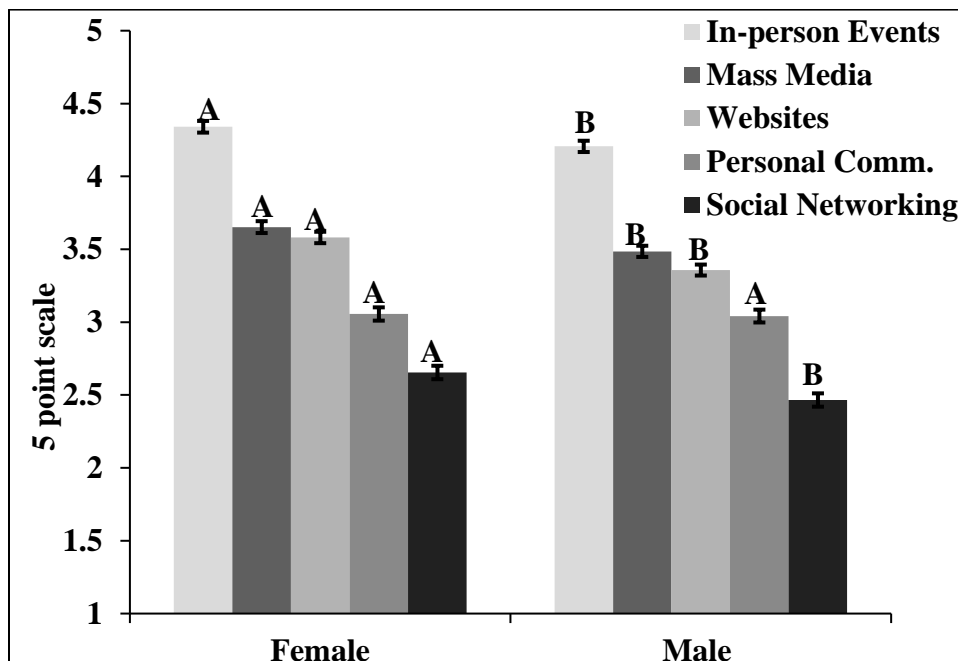 5
4.5
4
3.5
3
2.5
2
1.5
1
5 point scale
In-person Events
Mass Media
Websites
Personal Comm.
Social Networking
A
A
A
A
A
B
B
B
A
B
Female
Male